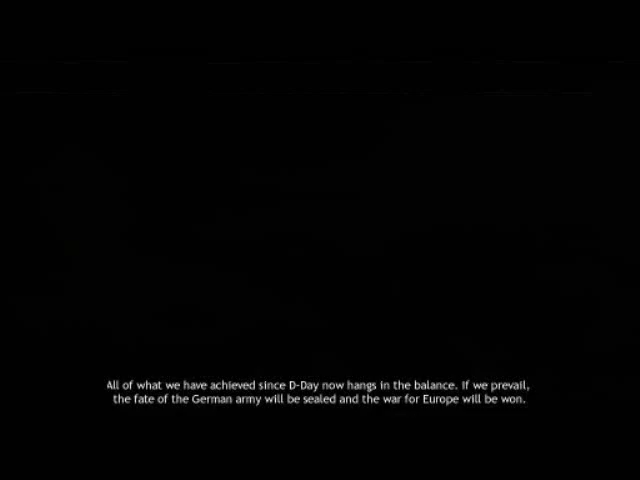 All of what we have achieved since D-Day now hangs in the balance. If we prevail,
the fate of the German army will be sealed and the war for Europe will be won.